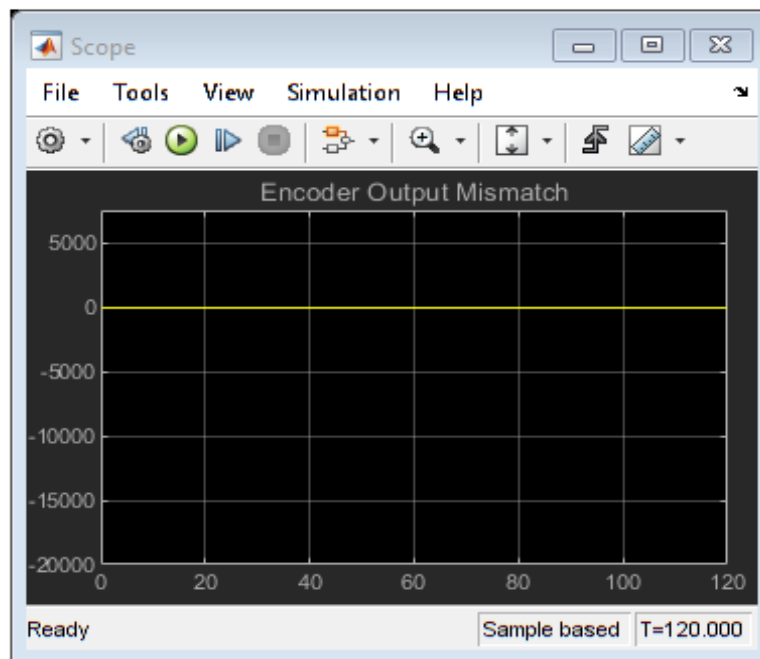 Scope
File Tools View Simulation Help
Encoder Output Mismatch
5000
0
-5000
-10000
-15000
-20000
0 20 40 60 80 100 120
Ready Sample based T=120.000